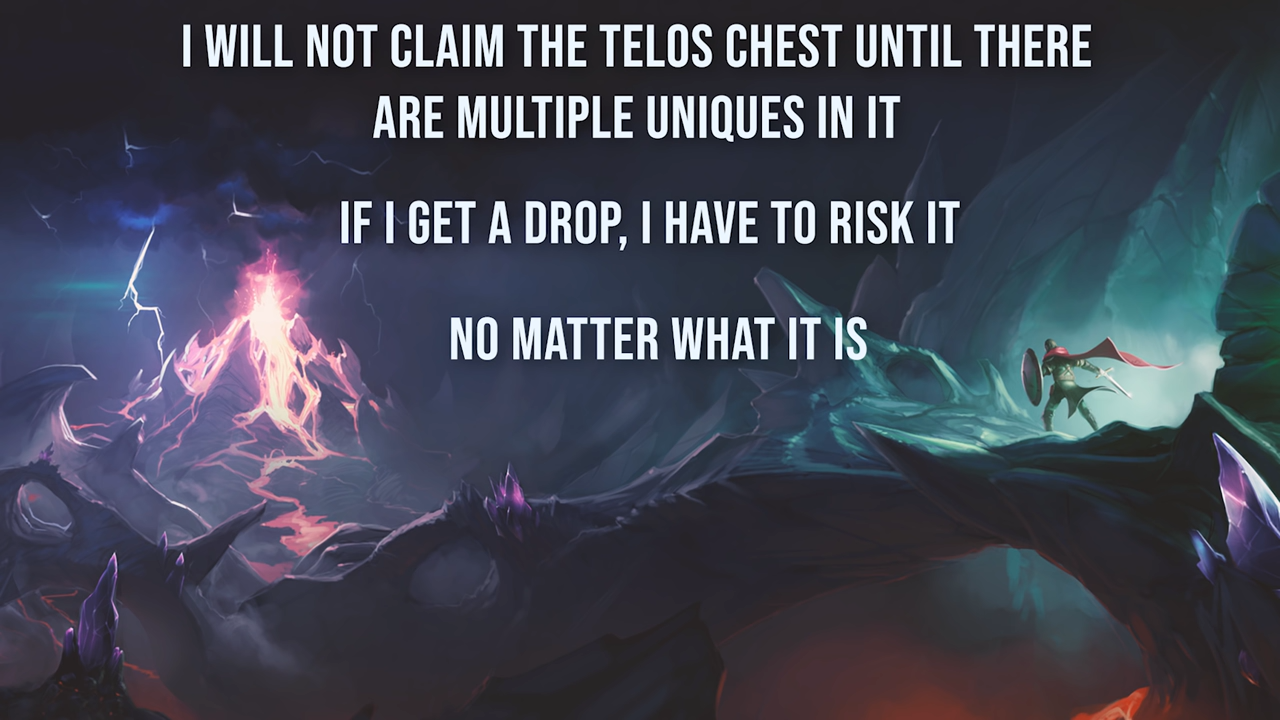 I WILL NOT CLAIM THE TELOS CHEST UNTIL THERE
ARE MULTIPLE UNIQUES IN IT
IF I GET A DROP, I HAVE TO RISK IT
NO MATTER WHAT IT IS